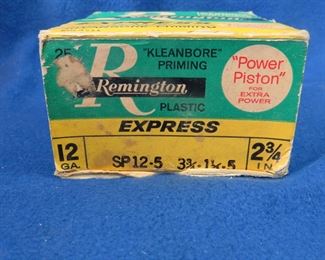 25
"KLEANBORE"
PRIMING
R
Remington
PLASTIC
"Power
Piston"
FOR
EXTRA
POWER
EXPRESS
12
GA.
SP12-5 3¾-1¼-5
2¾
IN.